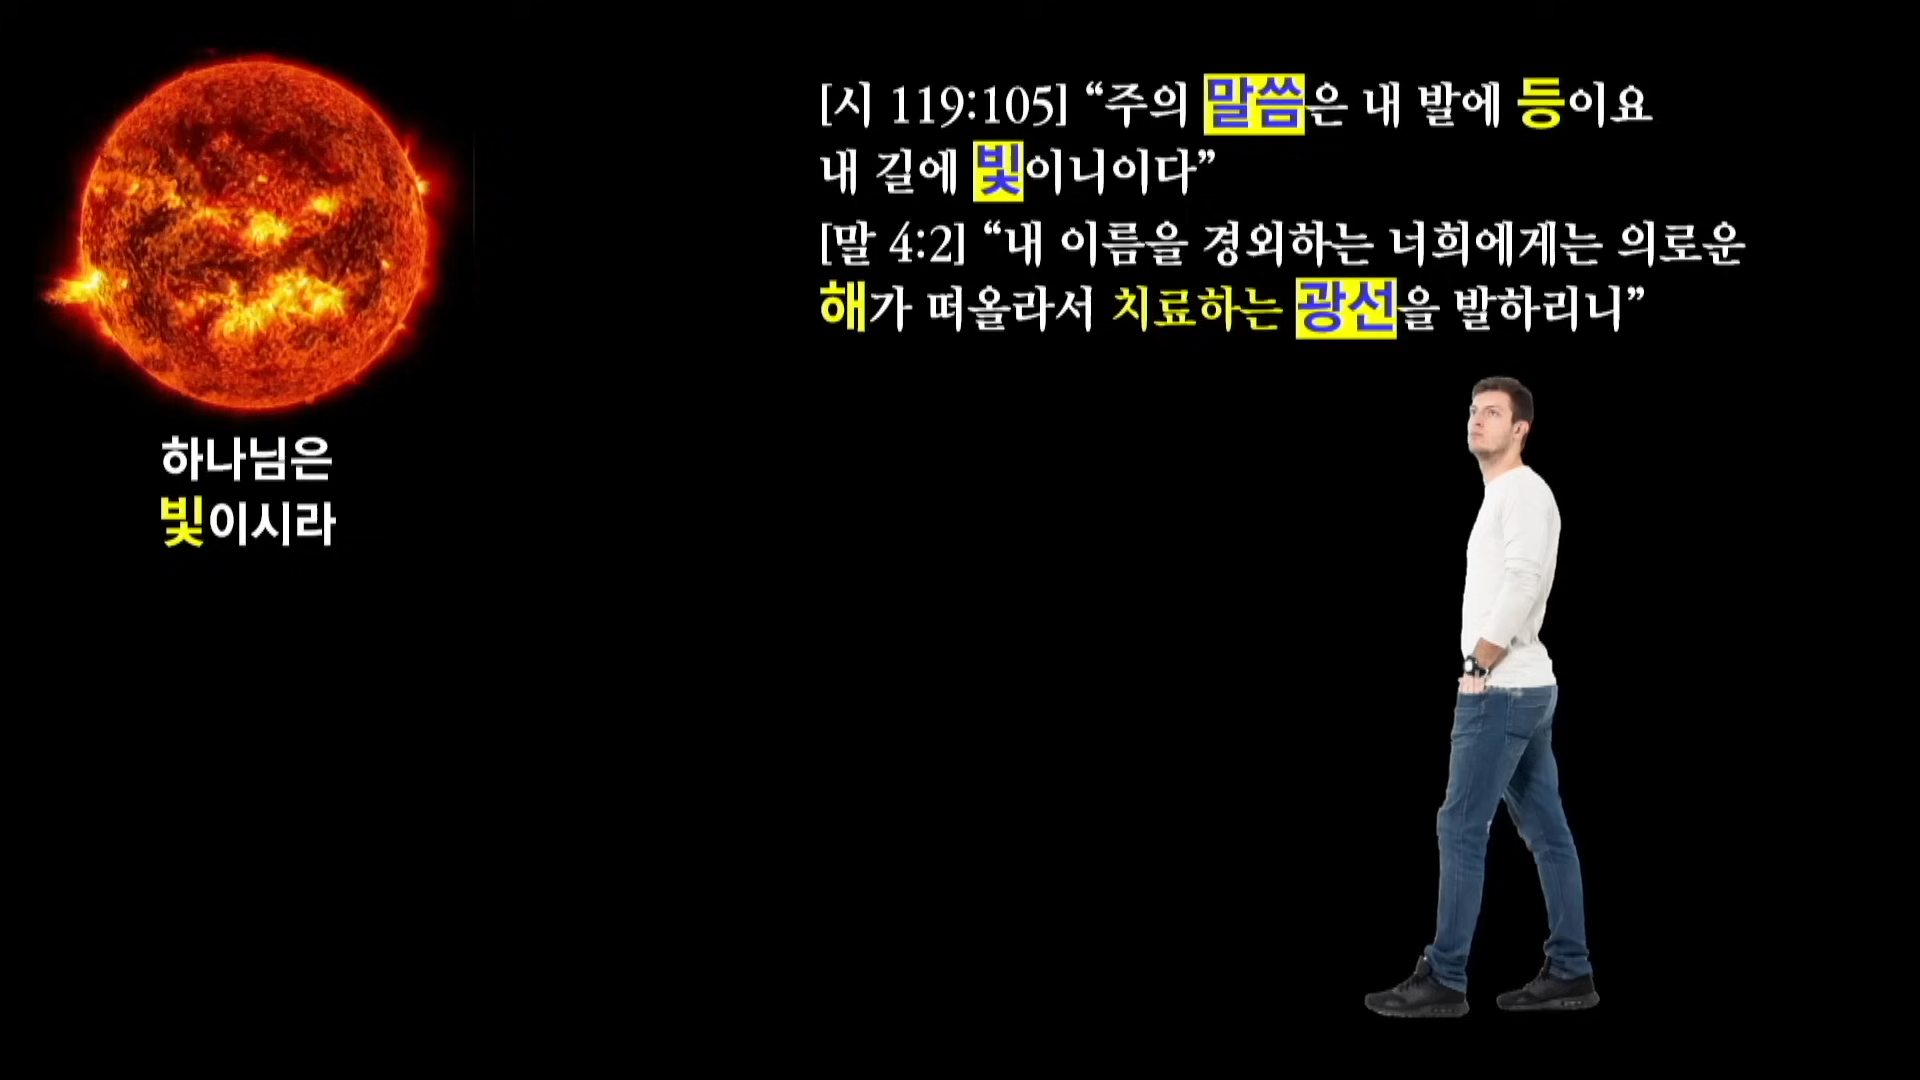 [시 119:105] “주의 말씀은 내 발에 등이요
내 길에 빛이니이다”
[말 4:2] “내 이름을 경외하는 너희에게는 의로운
해가 떠올라서 치료하는 광선을 발하리니”
하나님은
빛이시라